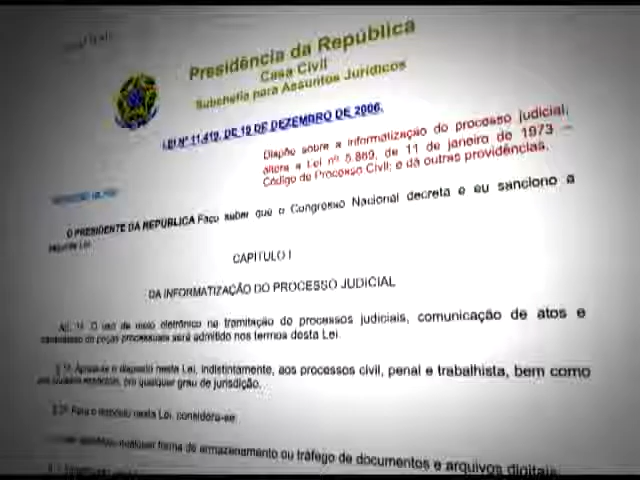 Presidência da República
Casa Civil
Subchefia para Assuntos Jurídicos
LEI Nº 11.419, DE 19 DE DEZEMBRO DE 2006.
Dispõe sobre a informatização do processo judicial;
altera a Lei nº 5.869, de 11 de janeiro de 1973 –
Código de Processo Civil; e dá outras providências.
O PRESIDENTE DA REPÚBLICA Faço saber que o Congresso Nacional decreta e eu sanciono a
seguinte Lei:
CAPÍTULO I
DA INFORMATIZAÇÃO DO PROCESSO JUDICIAL
Art. 1º O uso de meio eletrônico na tramitação de processos judiciais, comunicação de atos e
de peças processuais será admitido nos termos desta Lei.
§ 1º Aplica-se o disposto nesta Lei, indistintamente, aos processos civil, penal e trabalhista, bem como
em qualquer grau de jurisdição.
§ 2º Para o disposto nesta Lei, considera-se:
qualquer forma de armazenamento ou tráfego de documentos e arquivos digitais